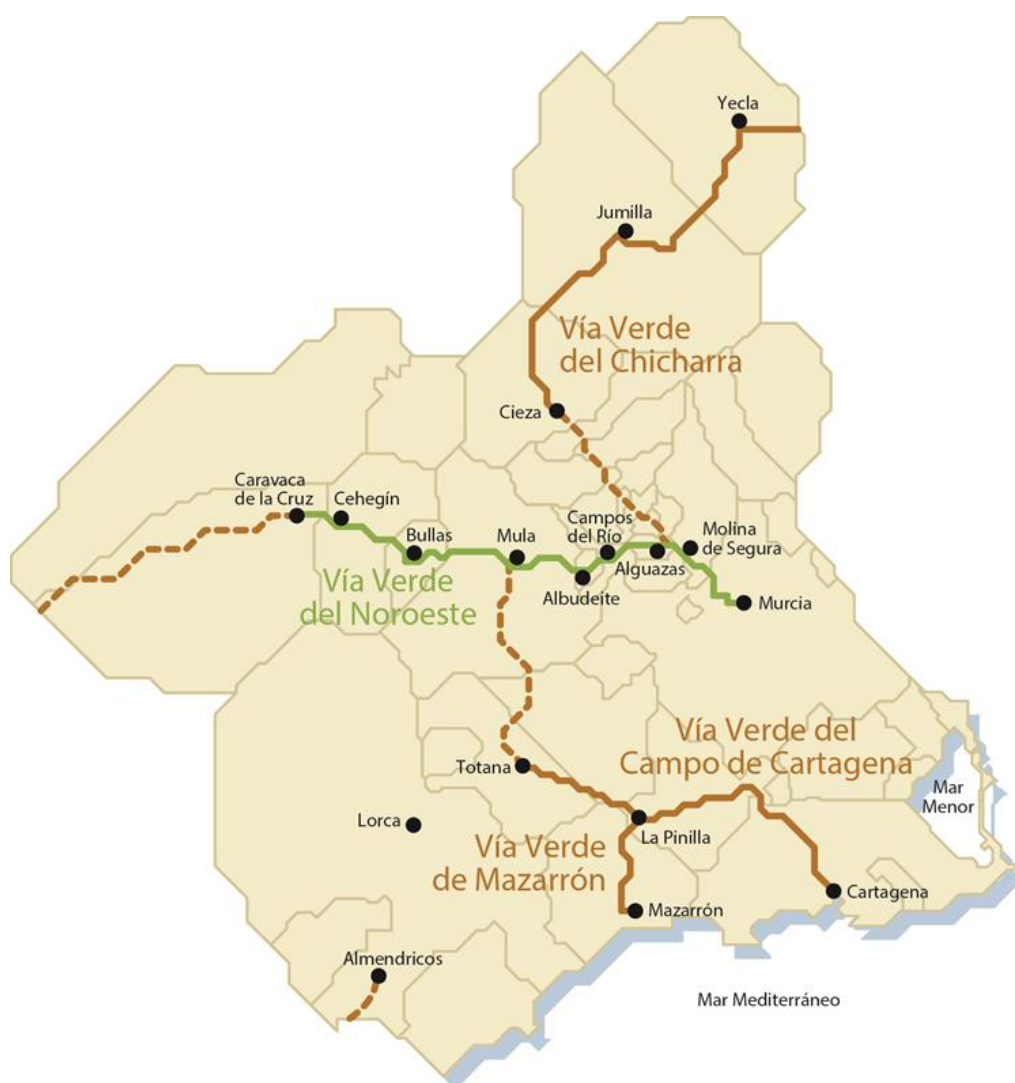 Yecla
Jumilla
Vía Verde
del Chicharra
Cieza
Caravaca
de la Cruz
Cehegín
Bullas
Mula
Campos
del Río
Molina
de Segura
Alguazas
Albudeite
Murcia
Vía Verde
del Noroeste
Vía Verde del
Campo de Cartagena
Totana
Mar
Menor
Lorca
La Pinilla
Vía Verde
de Mazarrón
Cartagena
Mazarrón
Almendricos
Mar Mediterráneo